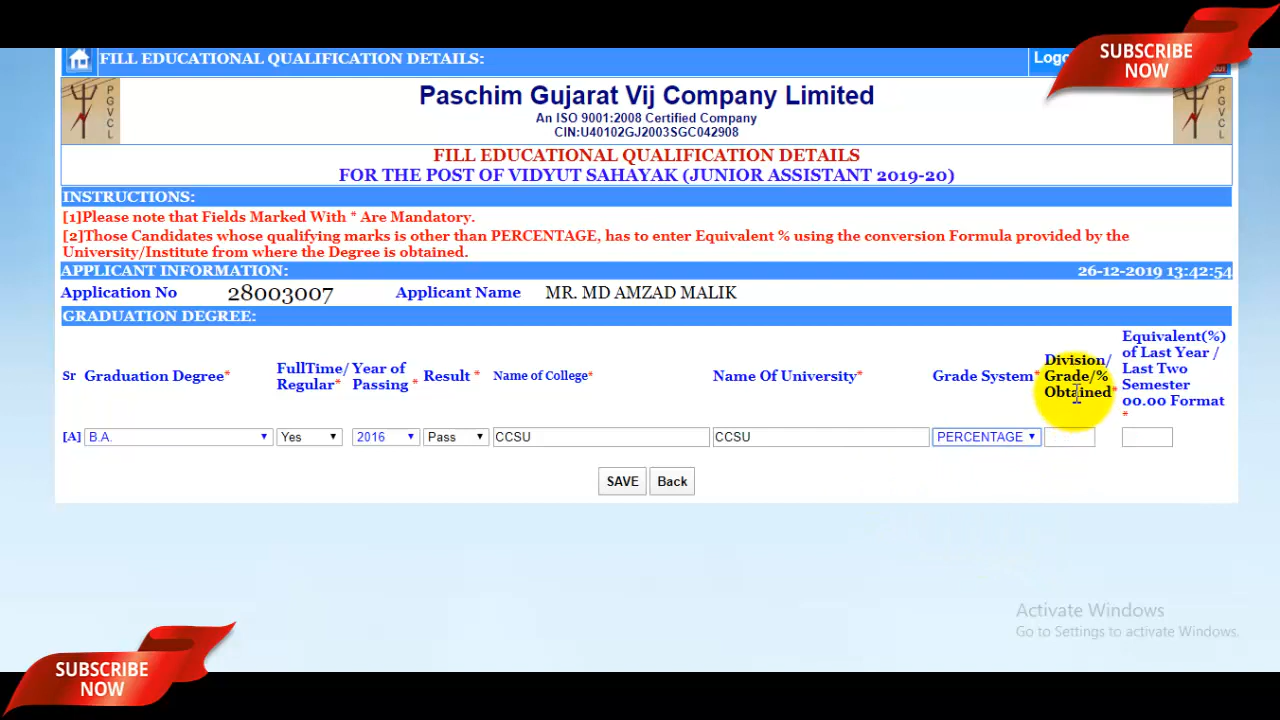 FILL EDUCATIONAL QUALIFICATION DETAILS:
Logo
SUBSCRIBE
NOW
PGVCL
Paschim Gujarat Vij Company Limited
PGVCL
An ISO 9001:2008 Certified Company
CIN:U40102GJ2003SGC042908
FILL EDUCATIONAL QUALIFICATION DETAILS
FOR THE POST OF VIDYUT SAHAYAK (JUNIOR ASSISTANT 2019-20)
INSTRUCTIONS:
[1]Please note that Fields Marked With * Are Mandatory.
[2]Those Candidates whose qualifying marks is other than PERCENTAGE, has to enter Equivalent % using the conversion Formula provided by the
University/Institute from where the Degree is obtained.
APPLICANT INFORMATION: 26-12-2019 13:42:54
Application No 28003007 Applicant Name MR. MD AMZAD MALIK
GRADUATION DEGREE:
Sr
Graduation Degree*
FullTime/
Regular*
Year of
Passing *
Result *
Name of College*
Name Of University*
Grade System*
Division/
Grade/%
Obtained*
Equivalent(%)
of Last Year /
Last Two
Semester
00.00 Format
*
[A] B.A. Yes 2016 Pass CCSU CCSU PERCENTAGE
SAVE Back
Activate Windows
Go to Settings to activate Windows.
SUBSCRIBE
NOW